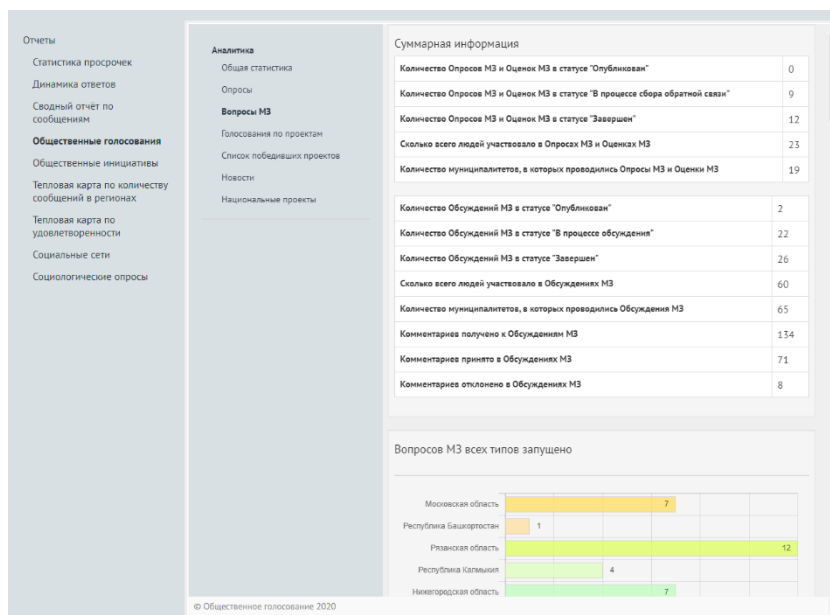 Отчеты
Статистика просрочек
Динамика ответов
Сводный отчёт по
сообщениям
Общественные голосования
Общественные инициативы
Тепловая карта по количеству
сообщений в регионах
Тепловая карта по
удовлетворенности
Социальные сети
Социологические опросы
Аналитика
Общая статистика
Опросы
Вопросы МЗ
Голосования по проектам
Список победивших проектов
Новости
Национальные проекты
Суммарная информация
Количество Опросов МЗ и Оценок МЗ в статусе "Опубликован" 0
Количество Опросов МЗ и Оценок МЗ в статусе "В процессе сбора обратной связи" 9
Количество Опросов МЗ и Оценок МЗ в статусе "Завершен" 12
Сколько всего людей участвовало в Опросах МЗ и Оценках МЗ 23
Количество муниципалитетов, в которых проводились Опросы МЗ и Оценки МЗ 19
Количество Обсуждений МЗ в статусе "Опубликован" 2
Количество Обсуждений МЗ в статусе "В процессе обсуждения" 22
Количество Обсуждений МЗ в статусе "Завершен" 26
Сколько всего людей участвовало в Обсуждениях МЗ 60
Количество муниципалитетов, в которых проводились Обсуждения МЗ 65
Комментариев получено к Обсуждениям МЗ 134
Комментариев принято в Обсуждениях МЗ 71
Комментариев отклонено в Обсуждениях МЗ 8
Вопросов МЗ всех типов запущено
Московская область 7
Республика Башкортостан 1
Рязанская область 12
Республика Калмыкия 4
Нижегородская область 7
© Общественное голосование 2020